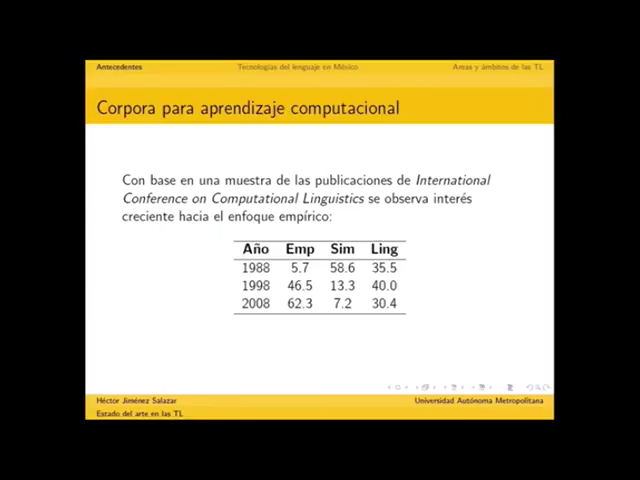 Antecedentes Tecnologías del lenguaje en México Areas y ámbitos de las TL
Corpora para aprendizaje computacional
Con base en una muestra de las publicaciones de International
Conference on Computational Linguistics se observa interés
creciente hacia el enfoque empírico:
Año Emp Sim Ling
1988 5.7 58.6 35.5
1998 46.5 13.3 40.0
2008 62.3 7.2 30.4
Héctor Jiménez Salazar Universidad Autónoma Metropolitana
Estado del arte en las TL